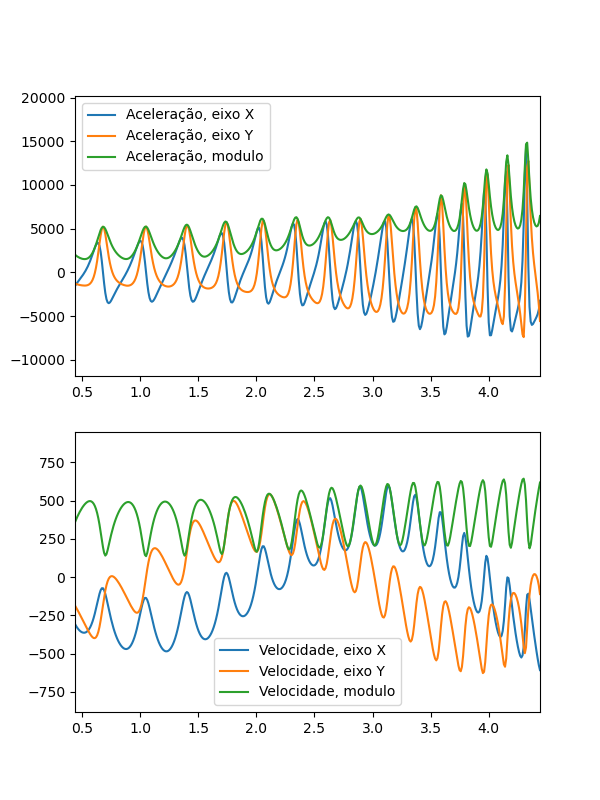 20000
15000
10000
5000
0
−5000
−10000
Aceleração, eixo X
Aceleração, eixo Y
Aceleração, modulo
0.5 1.0 1.5 2.0 2.5 3.0 3.5 4.0
750
500
250
0
−250
−500
−750
Velocidade, eixo X
Velocidade, eixo Y
Velocidade, modulo
0.5 1.0 1.5 2.0 2.5 3.0 3.5 4.0